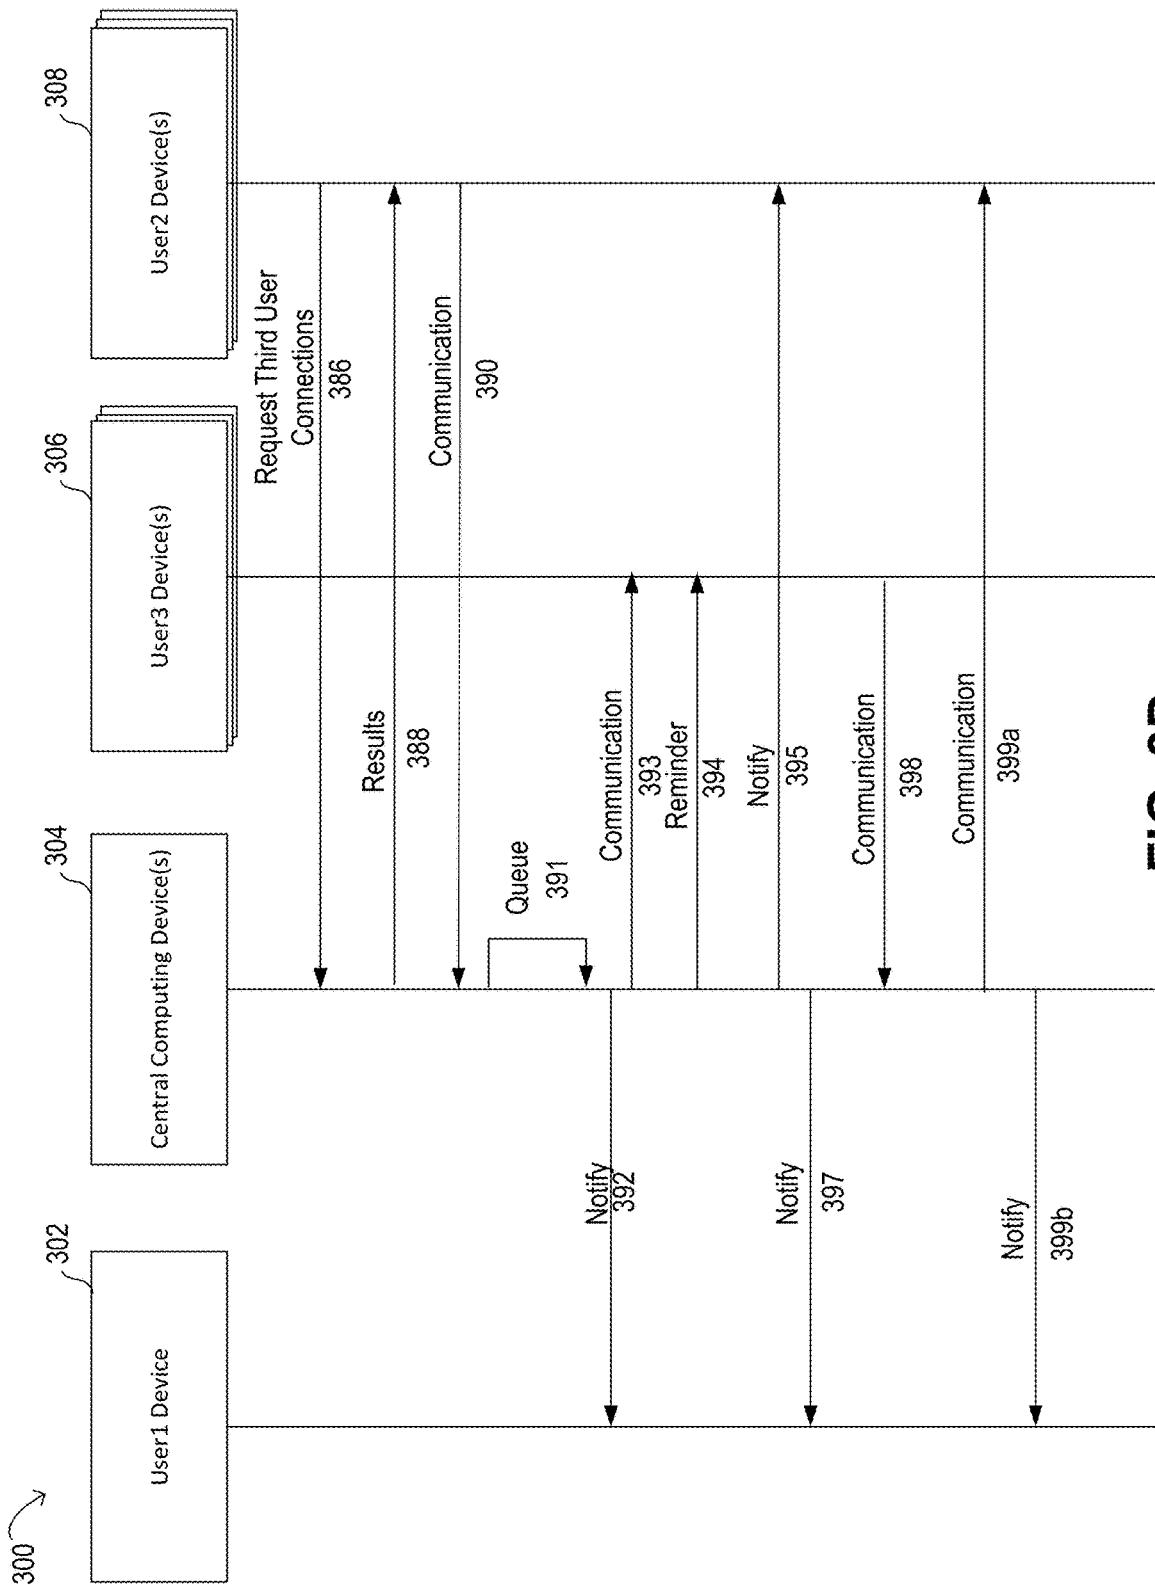 300
302
304
306
308
User1 Device
Central Computing Device(s)
User3 Device(s)
User2 Device(s)
Request Third User
Connections
386
Results
388
Communication
390
Queue
391
Notify
392
Communication
393
Reminder
394
Notify
395
Notify
397
Communication
398
Communication
399a
Notify
399b